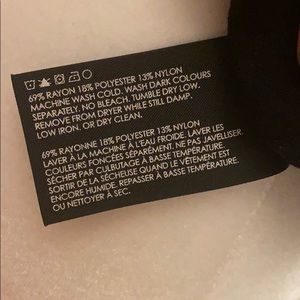 69% RAYON 18% POLYESTER 13% NYLON
MACHINE WASH COLD. WASH DARK COLOURS
SEPARATELY. NO BLEACH. TUMBLE DRY LOW.
REMOVE FROM DRYER WHILE STILL DAMP.
LOW IRON. OR DRY CLEAN.
69% RAYONNE 18% POLYESTER 13% NYLON
LAVER À LA MACHINE À L'EAU FROIDE. LAVER LES
COULEURS FONCÉES SÉPARÉMENT. NE PAS JAVELLISER.
SÉCHER PAR CULBUTAGE À BASSE TEMPÉRATURE.
SORTIR DE LA SÉCHEUSE QUAND LE VÊTEMENT EST
ENCORE HUMIDE. REPASSER À BASSE TEMPÉRATURE.
OU NETTOYER À SEC.